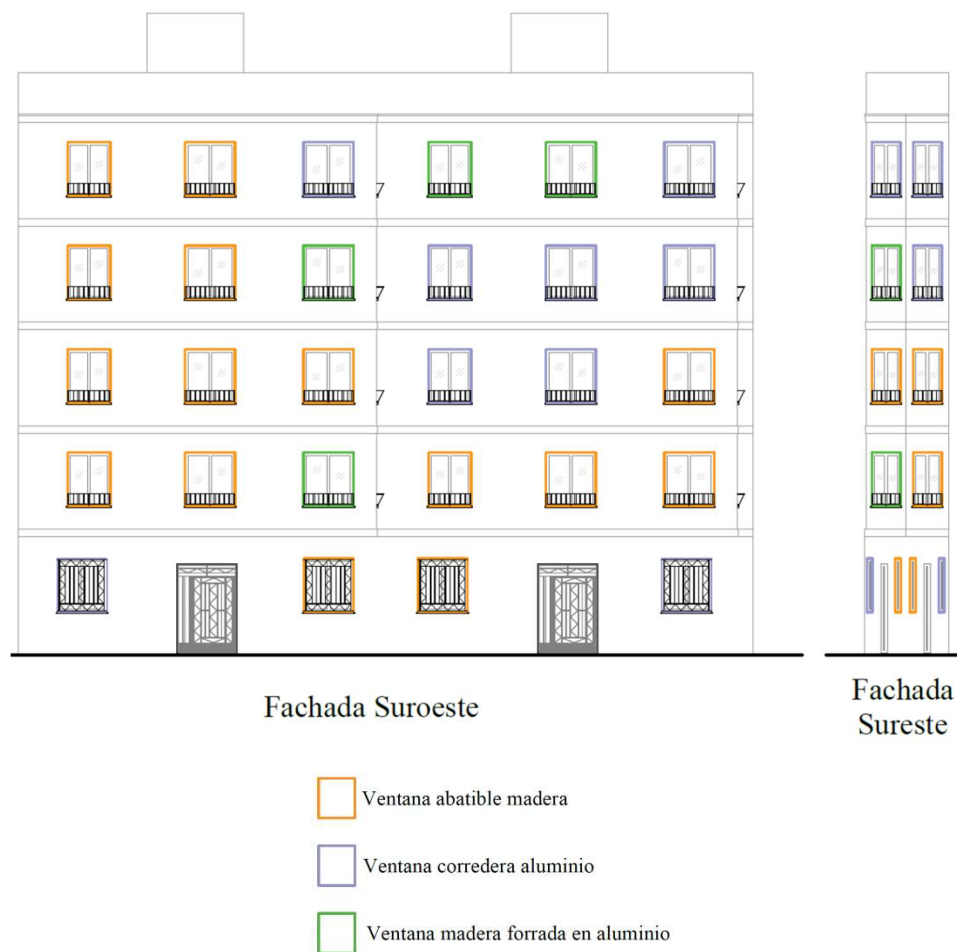 Fachada Suroeste
Fachada
Sureste
Ventana abatible madera
Ventana corredera aluminio
Ventana madera forrada en aluminio